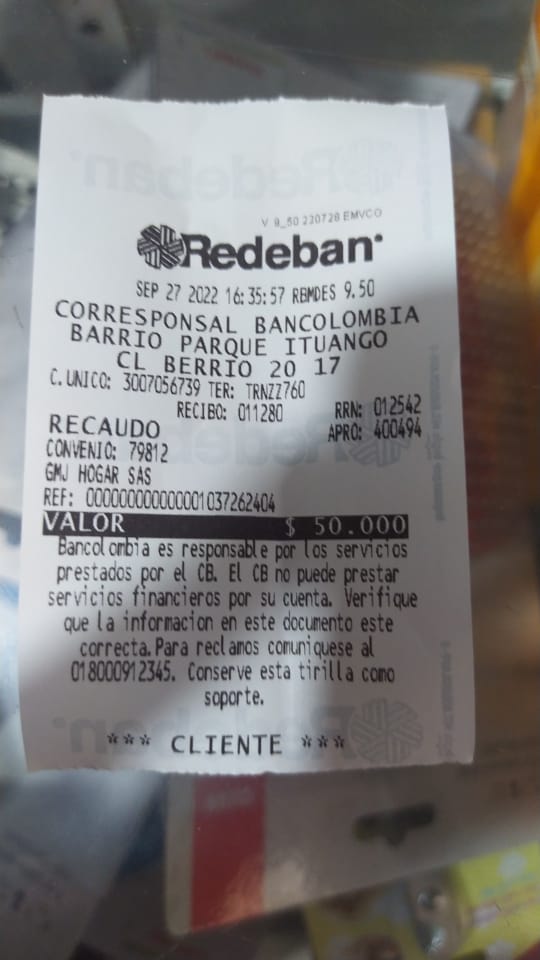 V 9_50 230728 EMVCO
Redeban
SEP 27 2022 16:35:57 RBMDES 9.50
CORRESPONSAL BANCOLOMBIA
BARRIO PARQUE ITUANGO
CL BERRIO 20 17
C. UNICO: 3007056739 TER: TRNZZ760
RECIBO: 011280 RRN: 012542
RECAUDO APRO: 400494
CONVENIO: 79812
GMJ HOGAR SAS
REF: 000000000000001037262404
VALOR $ 50.000
Bancolombia es responsable por los servicios
prestados por el CB. El CB no puede prestar
servicios financieros por su cuenta. Verifique
que la informacion en este documento este
correcta. Para reclamos comuniquese al
018000912345. Conserve esta tirilla como
soporte.
*** CLIENTE ***